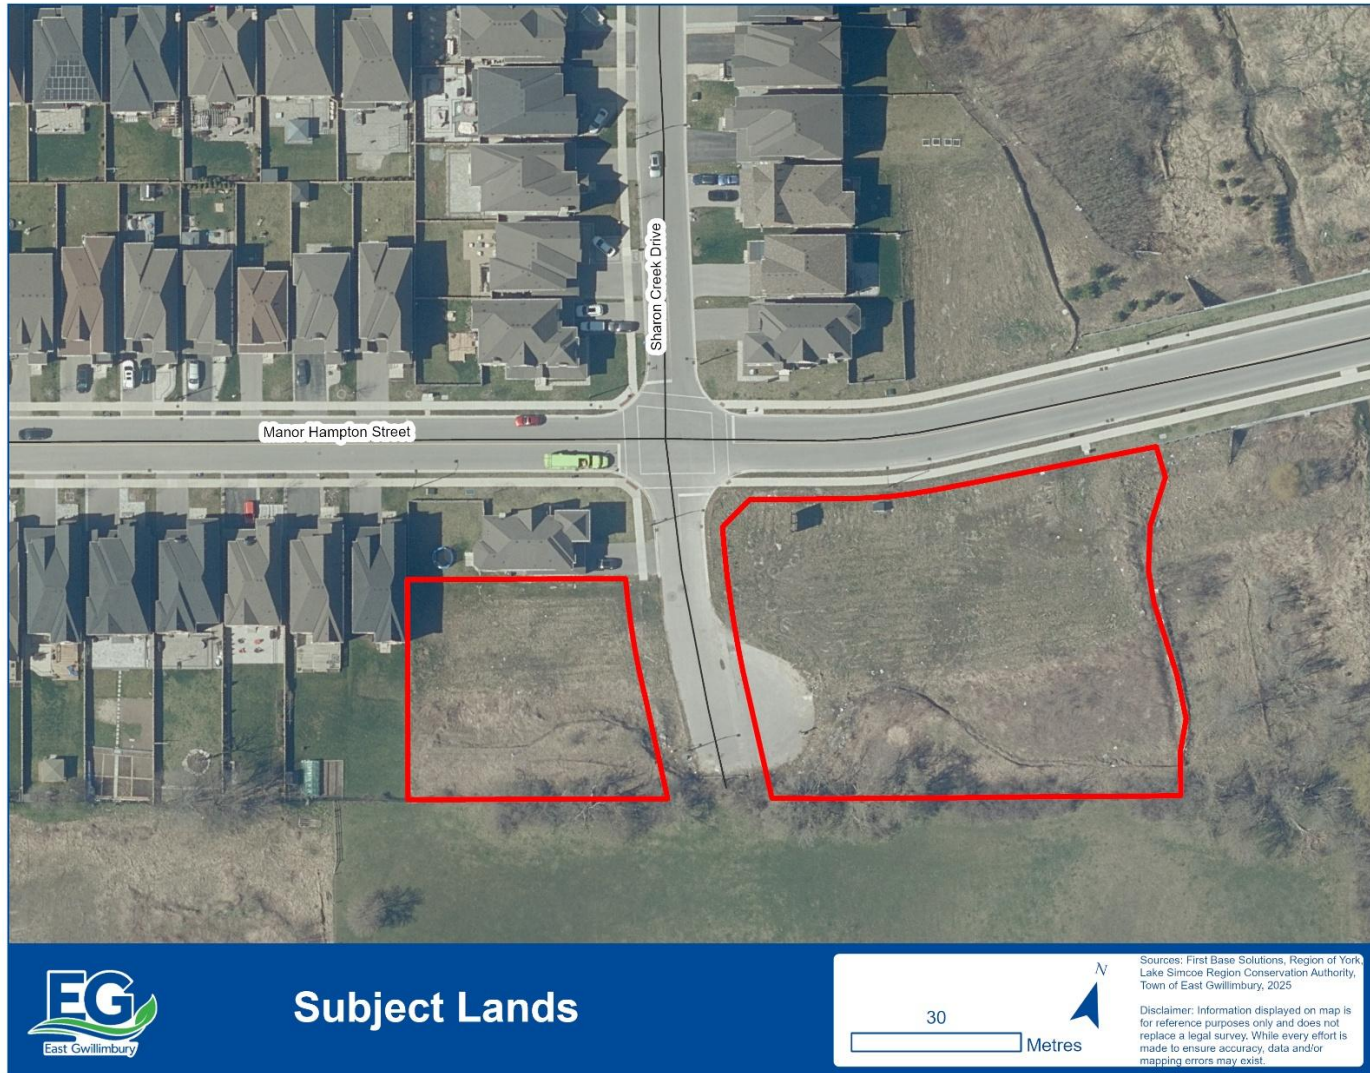 Sharon Creek Drive
Manor Hampton Street
EG
East Gwillimbury
Subject Lands
30
Metres
N
Sources: First Base Solutions, Region of York,
Lake Simcoe Region Conservation Authority,
Town of East Gwillimbury, 2025
Disclaimer: Information displayed on map is
for reference purposes only and does not
replace a legal survey. While every effort is
made to ensure accuracy, data and/or
mapping errors may exist.